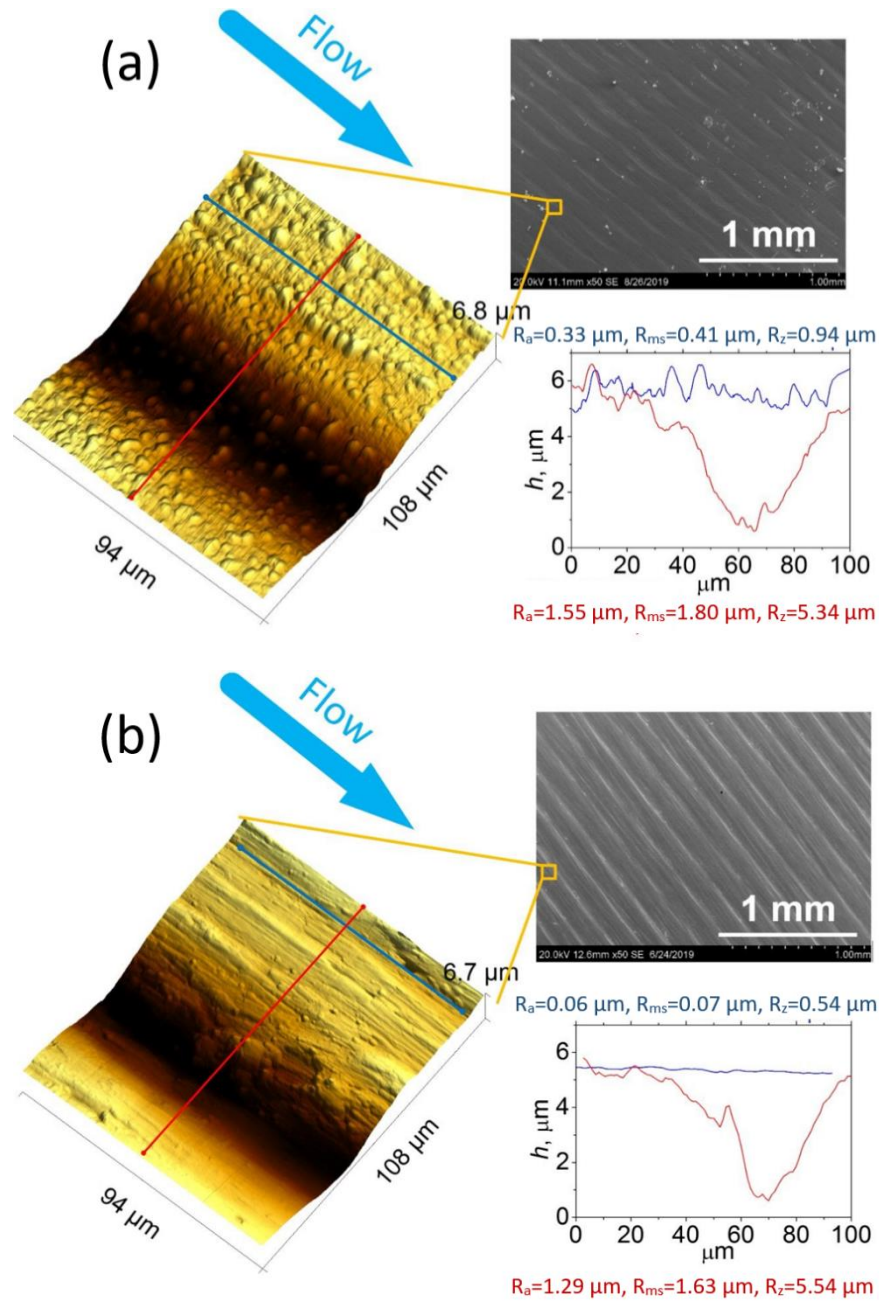 (a)
Flow
1 mm
20.0kV 11.1mm x50 SE 8/26/2019
1.00mm
6.8 µm
108 µm
94 µm
Ra=0.33 µm, Rms=0.41 µm, Rz=0.94 µm
6
4
2
0
h, µm
0 20 40 60 80 100
µm
Ra=1.55 µm, Rms=1.80 µm, Rz=5.34 µm
(b)
Flow
1 mm
20.0kV 12.6mm x50 SE 6/24/2019
1.00mm
6.7 µm
108 µm
94 µm
Ra=0.06 µm, Rms=0.07 µm, Rz=0.54 µm
6
4
2
0
h, µm
0 20 40 60 80 100
µm
Ra=1.29 µm, Rms=1.63 µm, Rz=5.54 µm